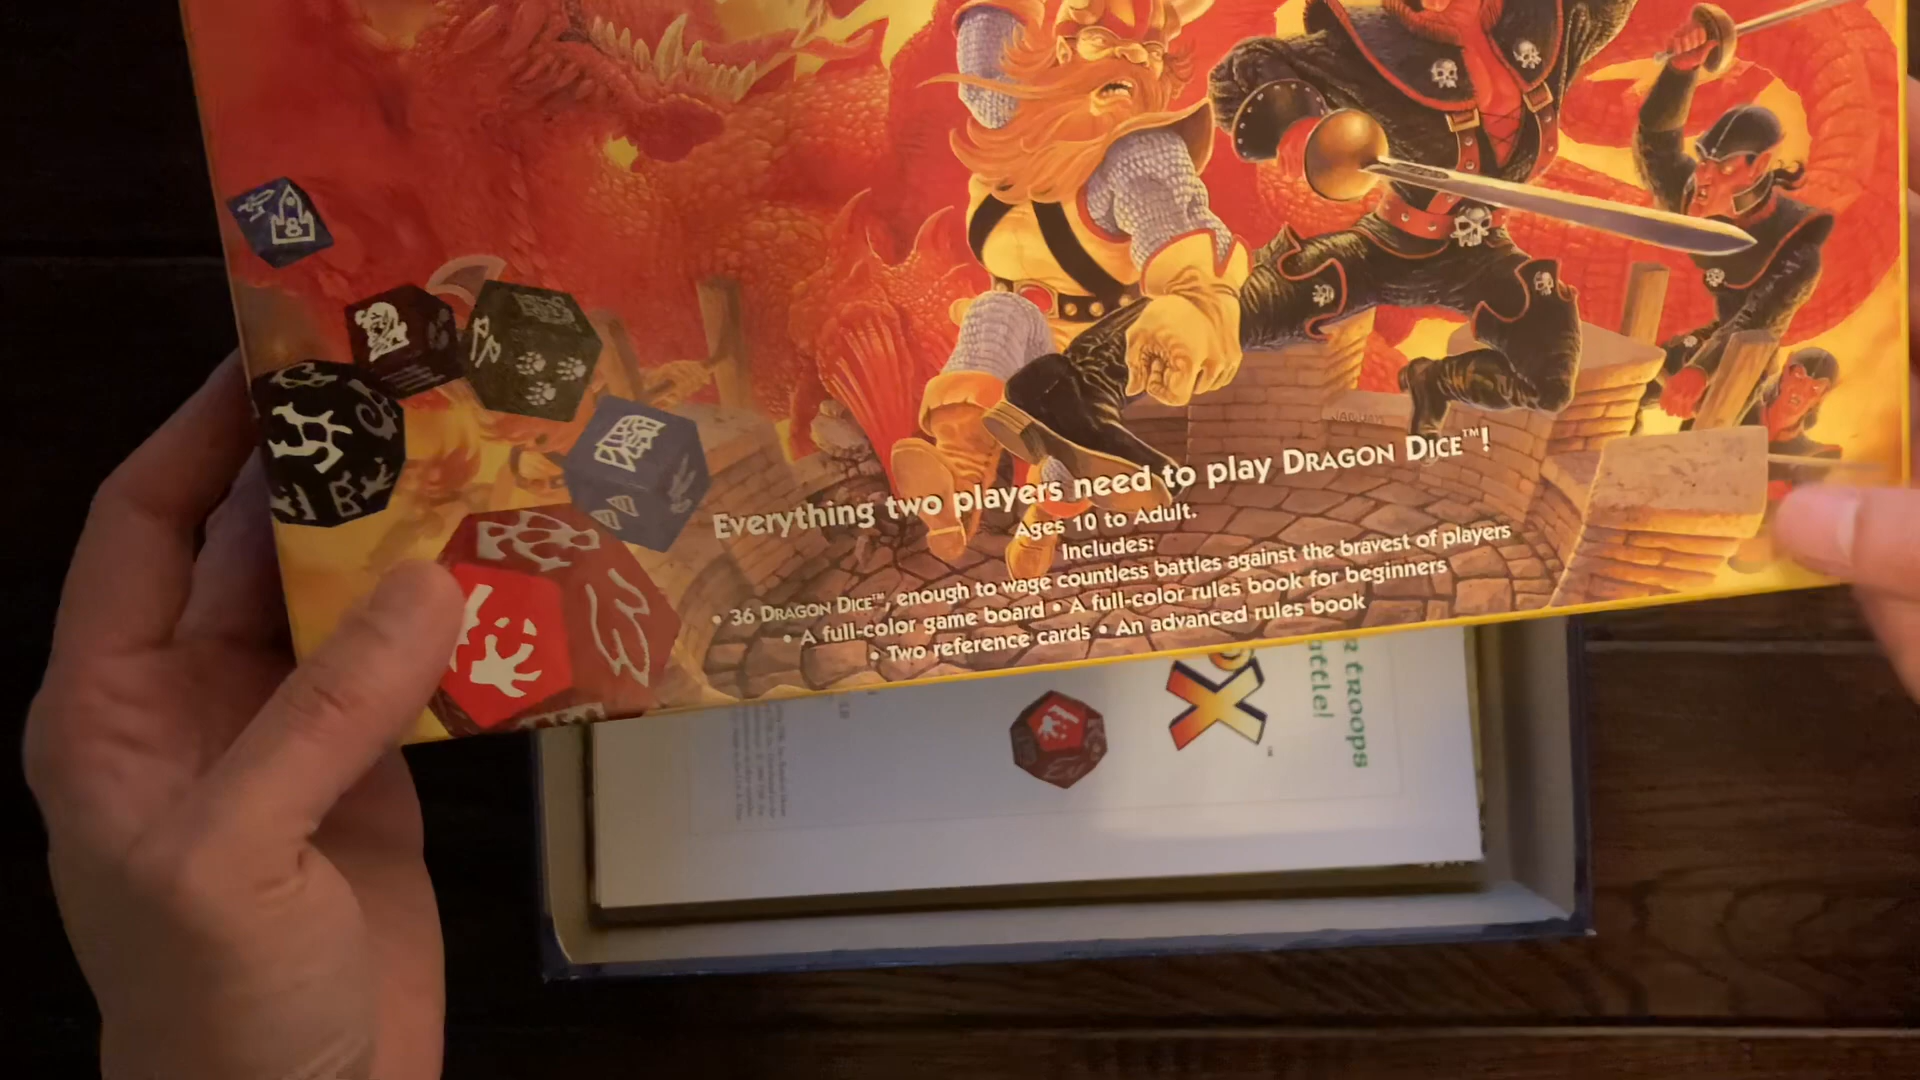 Everything two players need to play DRAGON DICE™!
Ages 10 to Adult.
Includes:
• 36 DRAGON DICE™, enough to wage countless battles against the bravest of players
• A full-color game board • A full-color rules book for beginners
• Two reference cards • An advanced rules book
troops
X™
8